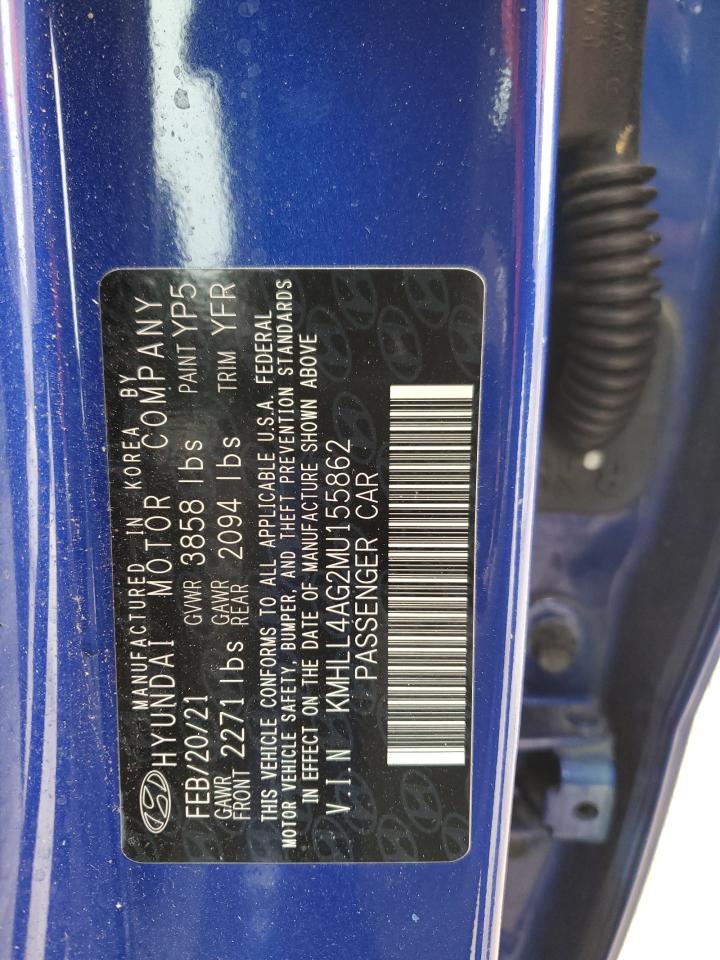 MANUFACTURED IN KOREA BY
HYUNDAI MOTOR COMPANY
FEB/20/21 GVWR 3858 lbs PAINT YP5
GAWR FRONT 2271 lbs GAWR REAR 2094 lbs TRIM YFR
THIS VEHICLE CONFORMS TO ALL APPLICABLE U.S.A. FEDERAL
MOTOR VEHICLE SAFETY, BUMPER, AND THEFT PREVENTION STANDARDS
IN EFFECT ON THE DATE OF MANUFACTURE SHOWN ABOVE
V.I.N KMHLL4AG2MU155862
PASSENGER CAR